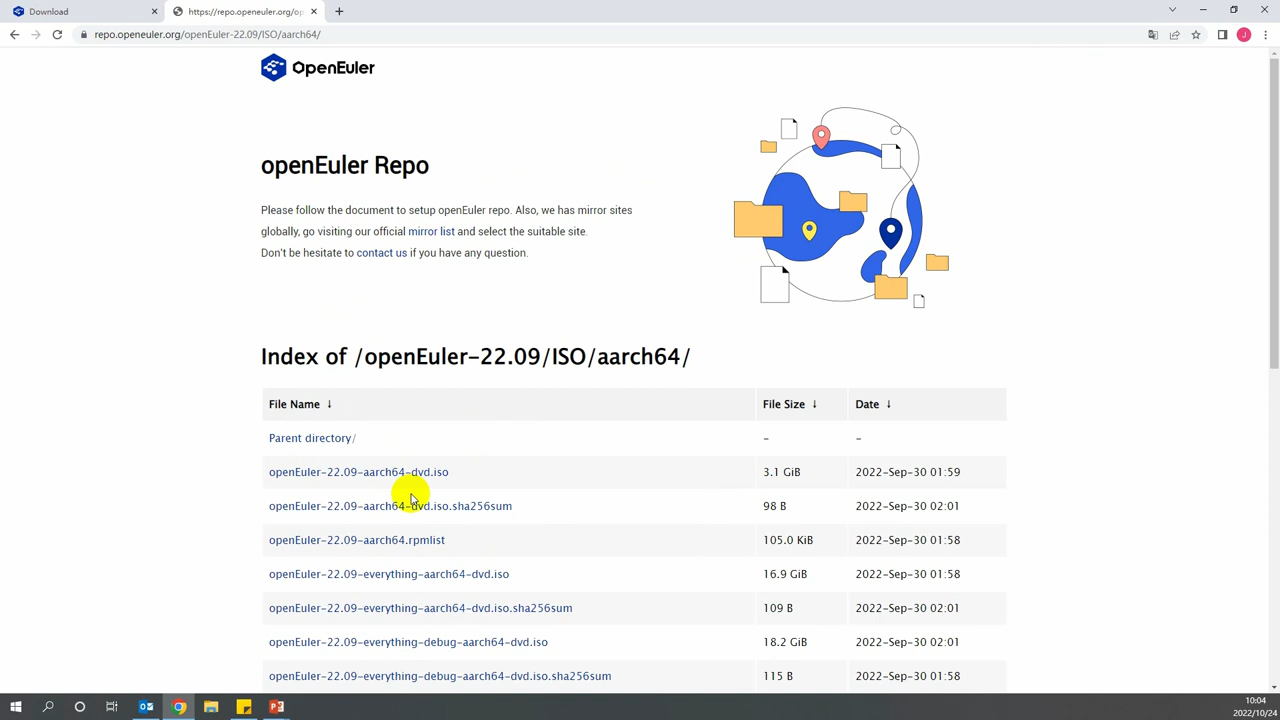 Download
https://repo.openeuler.org/op
repo.openeuler.org/openEuler-22.09/ISO/aarch64/
J
OpenEuler
openEuler Repo
Please follow the document to setup openEuler repo. Also, we has mirror sites
globally, go visiting our official mirror list and select the suitable site.
Don't be hesitate to contact us if you have any question.
Index of /openEuler-22.09/ISO/aarch64/
File Name ↓ File Size ↓ Date ↓
Parent directory/ - -
openEuler-22.09-aarch64-dvd.iso 3.1 GiB 2022-Sep-30 01:59
openEuler-22.09-aarch64-dvd.iso.sha256sum 98 B 2022-Sep-30 02:01
openEuler-22.09-aarch64.rpmlist 105.0 KiB 2022-Sep-30 01:58
openEuler-22.09-everything-aarch64-dvd.iso 16.9 GiB 2022-Sep-30 01:58
openEuler-22.09-everything-aarch64-dvd.iso.sha256sum 109 B 2022-Sep-30 02:01
openEuler-22.09-everything-debug-aarch64-dvd.iso 18.2 GiB 2022-Sep-30 02:01
openEuler-22.09-everything-debug-aarch64-dvd.iso.sha256sum 115 B 2022-Sep-30 01:58
10:04
2022/10/24